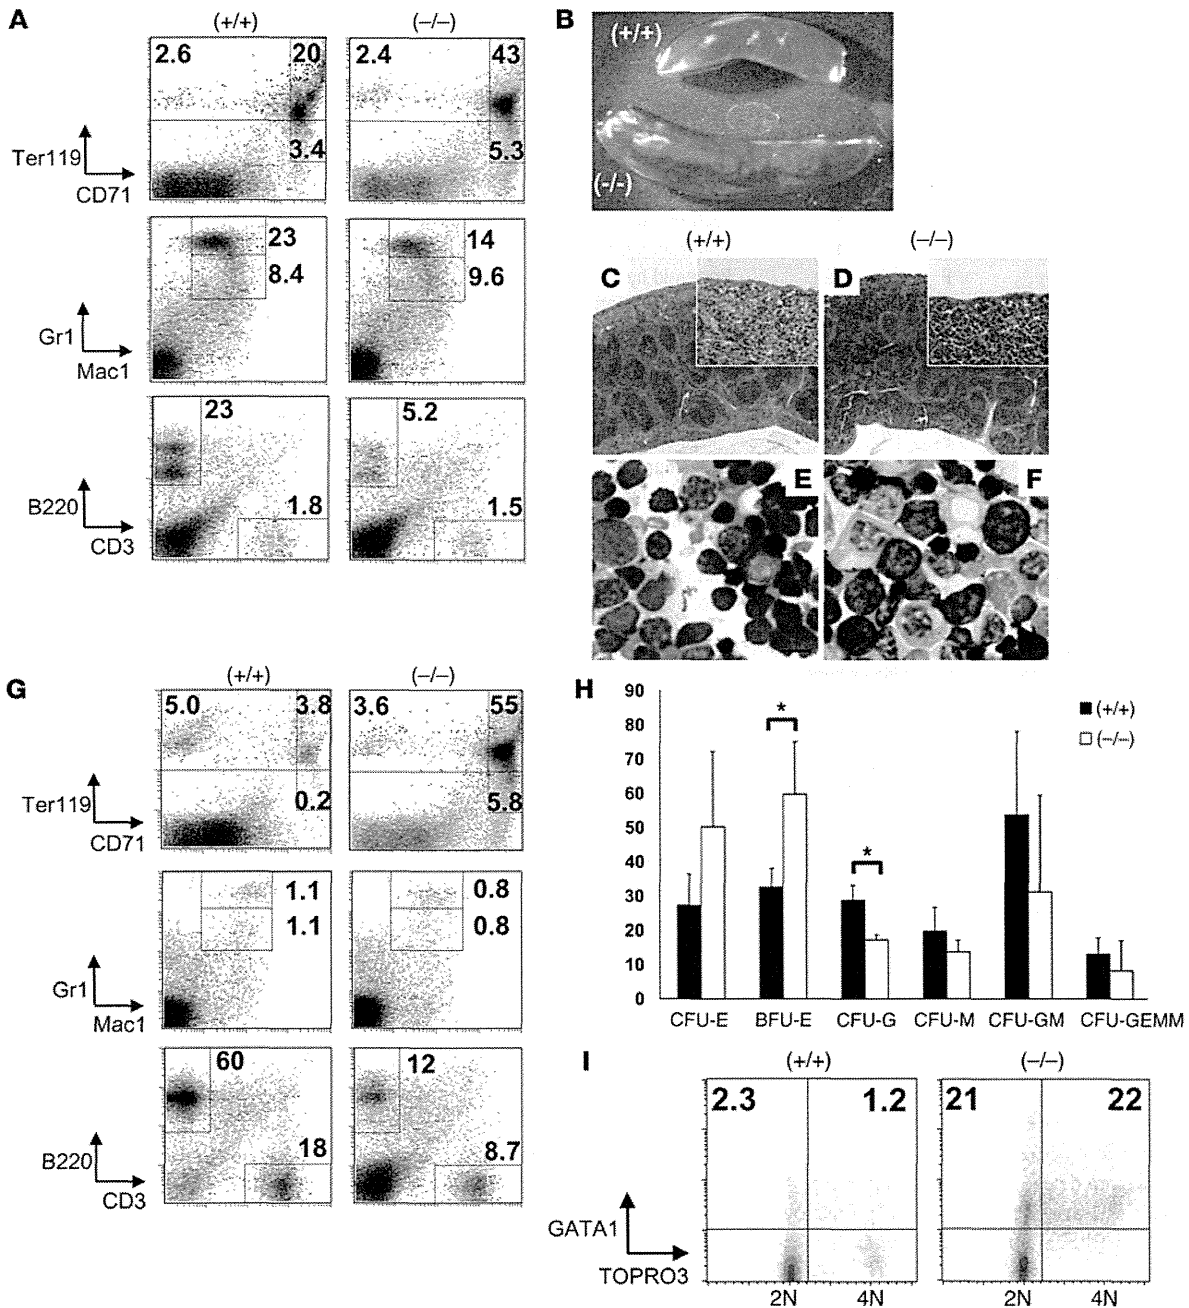 A
(+/+)
(–/–)
2.6
20
3.4
2.4
43
5.3
Ter119
CD71
23
8.4
14
9.6
Gr1
Mac1
23
1.8
5.2
1.5
B220
CD3
B
(+/+)
(-/-)
(+/+)
(–/–)
C
D
E
F
G
(+/+)
(–/–)
5.0
3.8
0.2
3.6
55
5.8
Ter119
CD71
1.1
1.1
0.8
0.8
Gr1
Mac1
60
18
12
8.7
B220
CD3
H
90
80
70
60
50
40
30
20
10
0
*
*
(+/+)
(–/–)
CFU-E
BFU-E
CFU-G
CFU-M
CFU-GM
CFU-GEMM
I
(+/+)
(–/–)
2.3
1.2
21
22
GATA1
TOPRO3
2N
4N
2N
4N